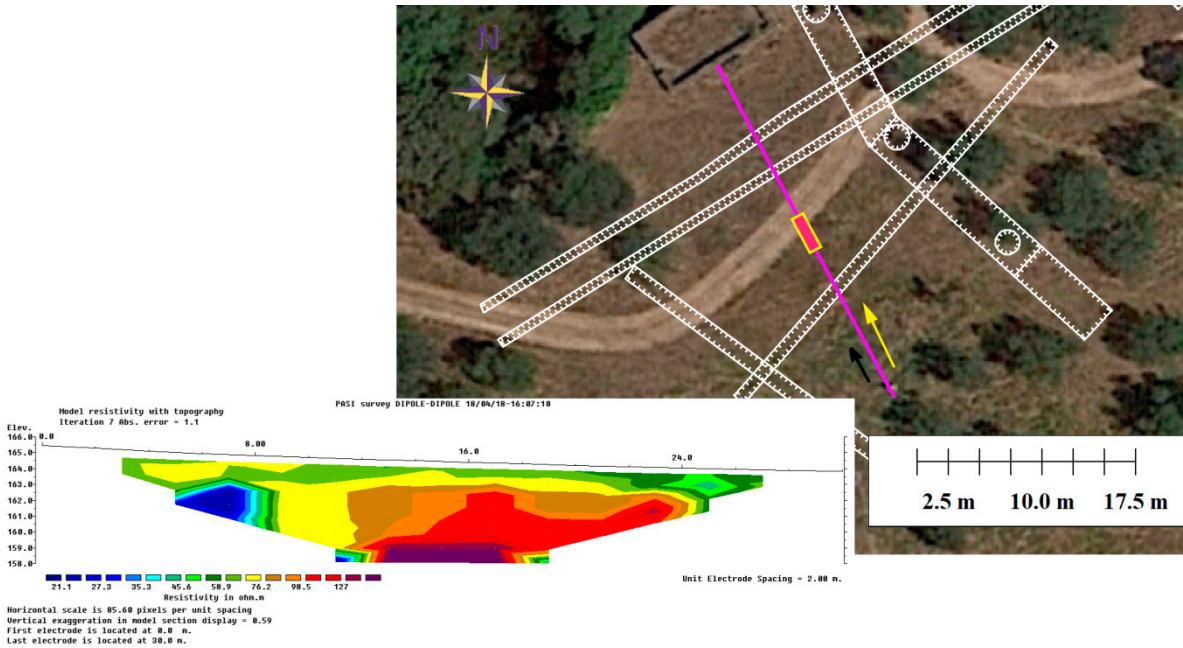 N
2.5 m 10.0 m 17.5 m
Model resistivity with topography
PASI survey DIPOLE-DIPOLE 18/04/18-16:07:10
Iteration 7 Abs. error = 1.1
Elev.
166.0
0.0
8.00
16.0
24.0
165.0
164.0
163.0
162.0
161.0
160.0
159.0
158.0
21.1 27.3 35.3 45.6 58.9 76.2 98.5 127
Resistivity in ohm.m
Unit Electrode Spacing = 2.00 m.
Horizontal scale is 85.60 pixels per unit spacing
Vertical exaggeration in model section display = 0.59
First electrode is located at 0.0 m.
Last electrode is located at 30.0 m.